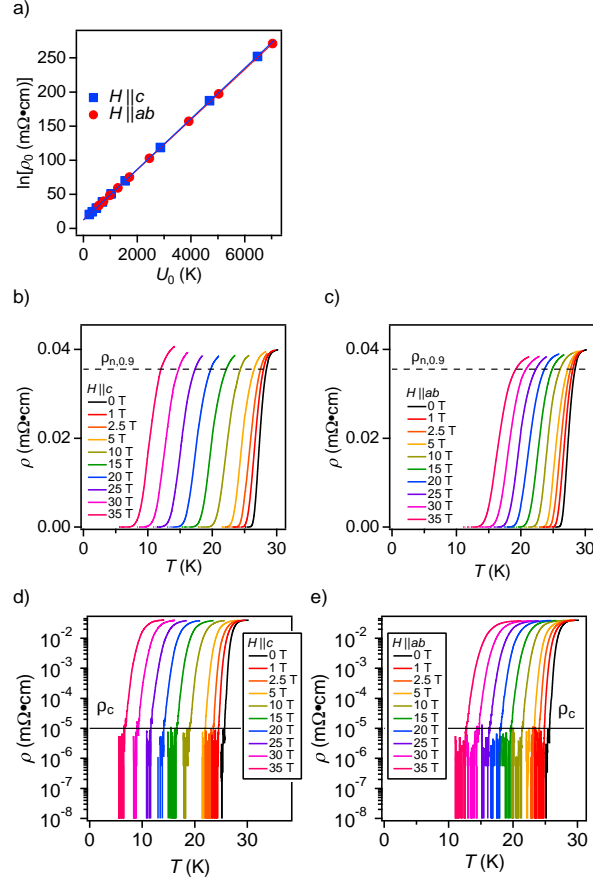 a)
ln[ρ₀ (mΩ•cm)]
250
200
150
100
50
0
H||c
H||ab
0
2000
4000
6000
U₀ (K)
b)
ρ (mΩ•cm)
0.04
0.02
0.00
ρn,0.9
H||c
0 T
1 T
2.5 T
5 T
10 T
15 T
20 T
25 T
30 T
35 T
0
10
20
30
T (K)
c)
ρ (mΩ•cm)
0.04
0.02
0.00
ρn,0.9
H||ab
0 T
1 T
2.5 T
5 T
10 T
15 T
20 T
25 T
30 T
35 T
0
10
20
30
T (K)
d)
ρ (mΩ•cm)
10⁻²
10⁻³
10⁻⁴
10⁻⁵
10⁻⁶
10⁻⁷
10⁻⁸
ρc
H||c
0 T
1 T
2.5 T
5 T
10 T
15 T
20 T
25 T
30 T
35 T
0
10
20
30
T (K)
e)
ρ (mΩ•cm)
10⁻²
10⁻³
10⁻⁴
10⁻⁵
10⁻⁶
10⁻⁷
10⁻⁸
H||ab
0 T
1 T
2.5 T
5 T
10 T
15 T
20 T
25 T
30 T
35 T
ρc
0
10
20
30
T (K)